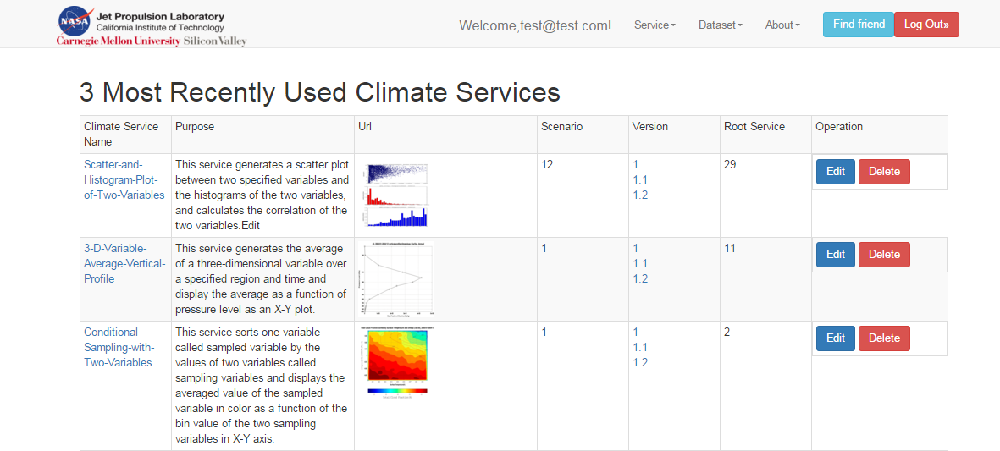 NASA
Jet Propulsion Laboratory
California Institute of Technology
Carnegie Mellon University Silicon Valley
Welcome,test@test.com!
Service
Dataset
About
Find friend
Log Out»
3 Most Recently Used Climate Services
Climate Service
Name
Purpose
Url
Scenario
Version
Root Service
Operation
Scatter-and-
Histogram-Plot-
of-Two-Variables
This service generates a scatter plot
between two specified variables and
the histograms of the two variables,
and calculates the correlation of the
two variables.Edit
12
1
1.1
1.2
29
Edit
Delete
3-D-Variable-
Average-Vertical-
Profile
This service generates the average
of a three-dimensional variable over
a specified region and time and
display the average as a function of
pressure level as an X-Y plot.
1
1
1.1
1.2
11
Edit
Delete
Conditional-
Sampling-with-
Two-Variables
This service sorts one variable
called sampled variable by the
values of two variables called
sampling variables and displays the
averaged value of the sampled
variable in color as a function of the
bin value of the two sampling
variables in X-Y axis.
1
1
1.1
1.2
2
Edit
Delete